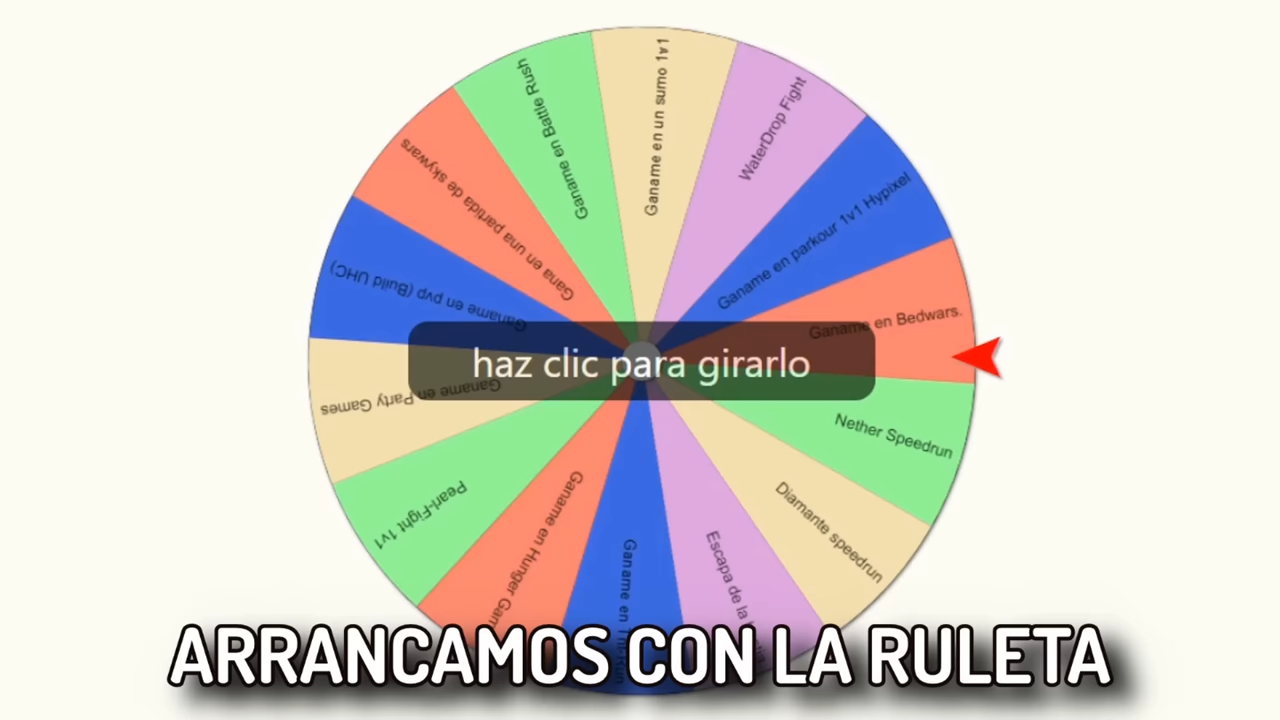 Ganame en un sumo 1v1
WaterDrop Fight
Ganame en parkour 1v1 Hypixel
Ganame en Bedwars.
Nether Speedrun
Diamante speedrun
Escapa de la
Ganame en
Ganame en Hunger
Pearl-Fight 1v1
Ganame en Party Games
Ganame en pvp (Build UHC)
Gana en una partida de skywars
Ganame en Battle Rush
haz clic para girarlo
ARRANCAMOS CON LA RULETA